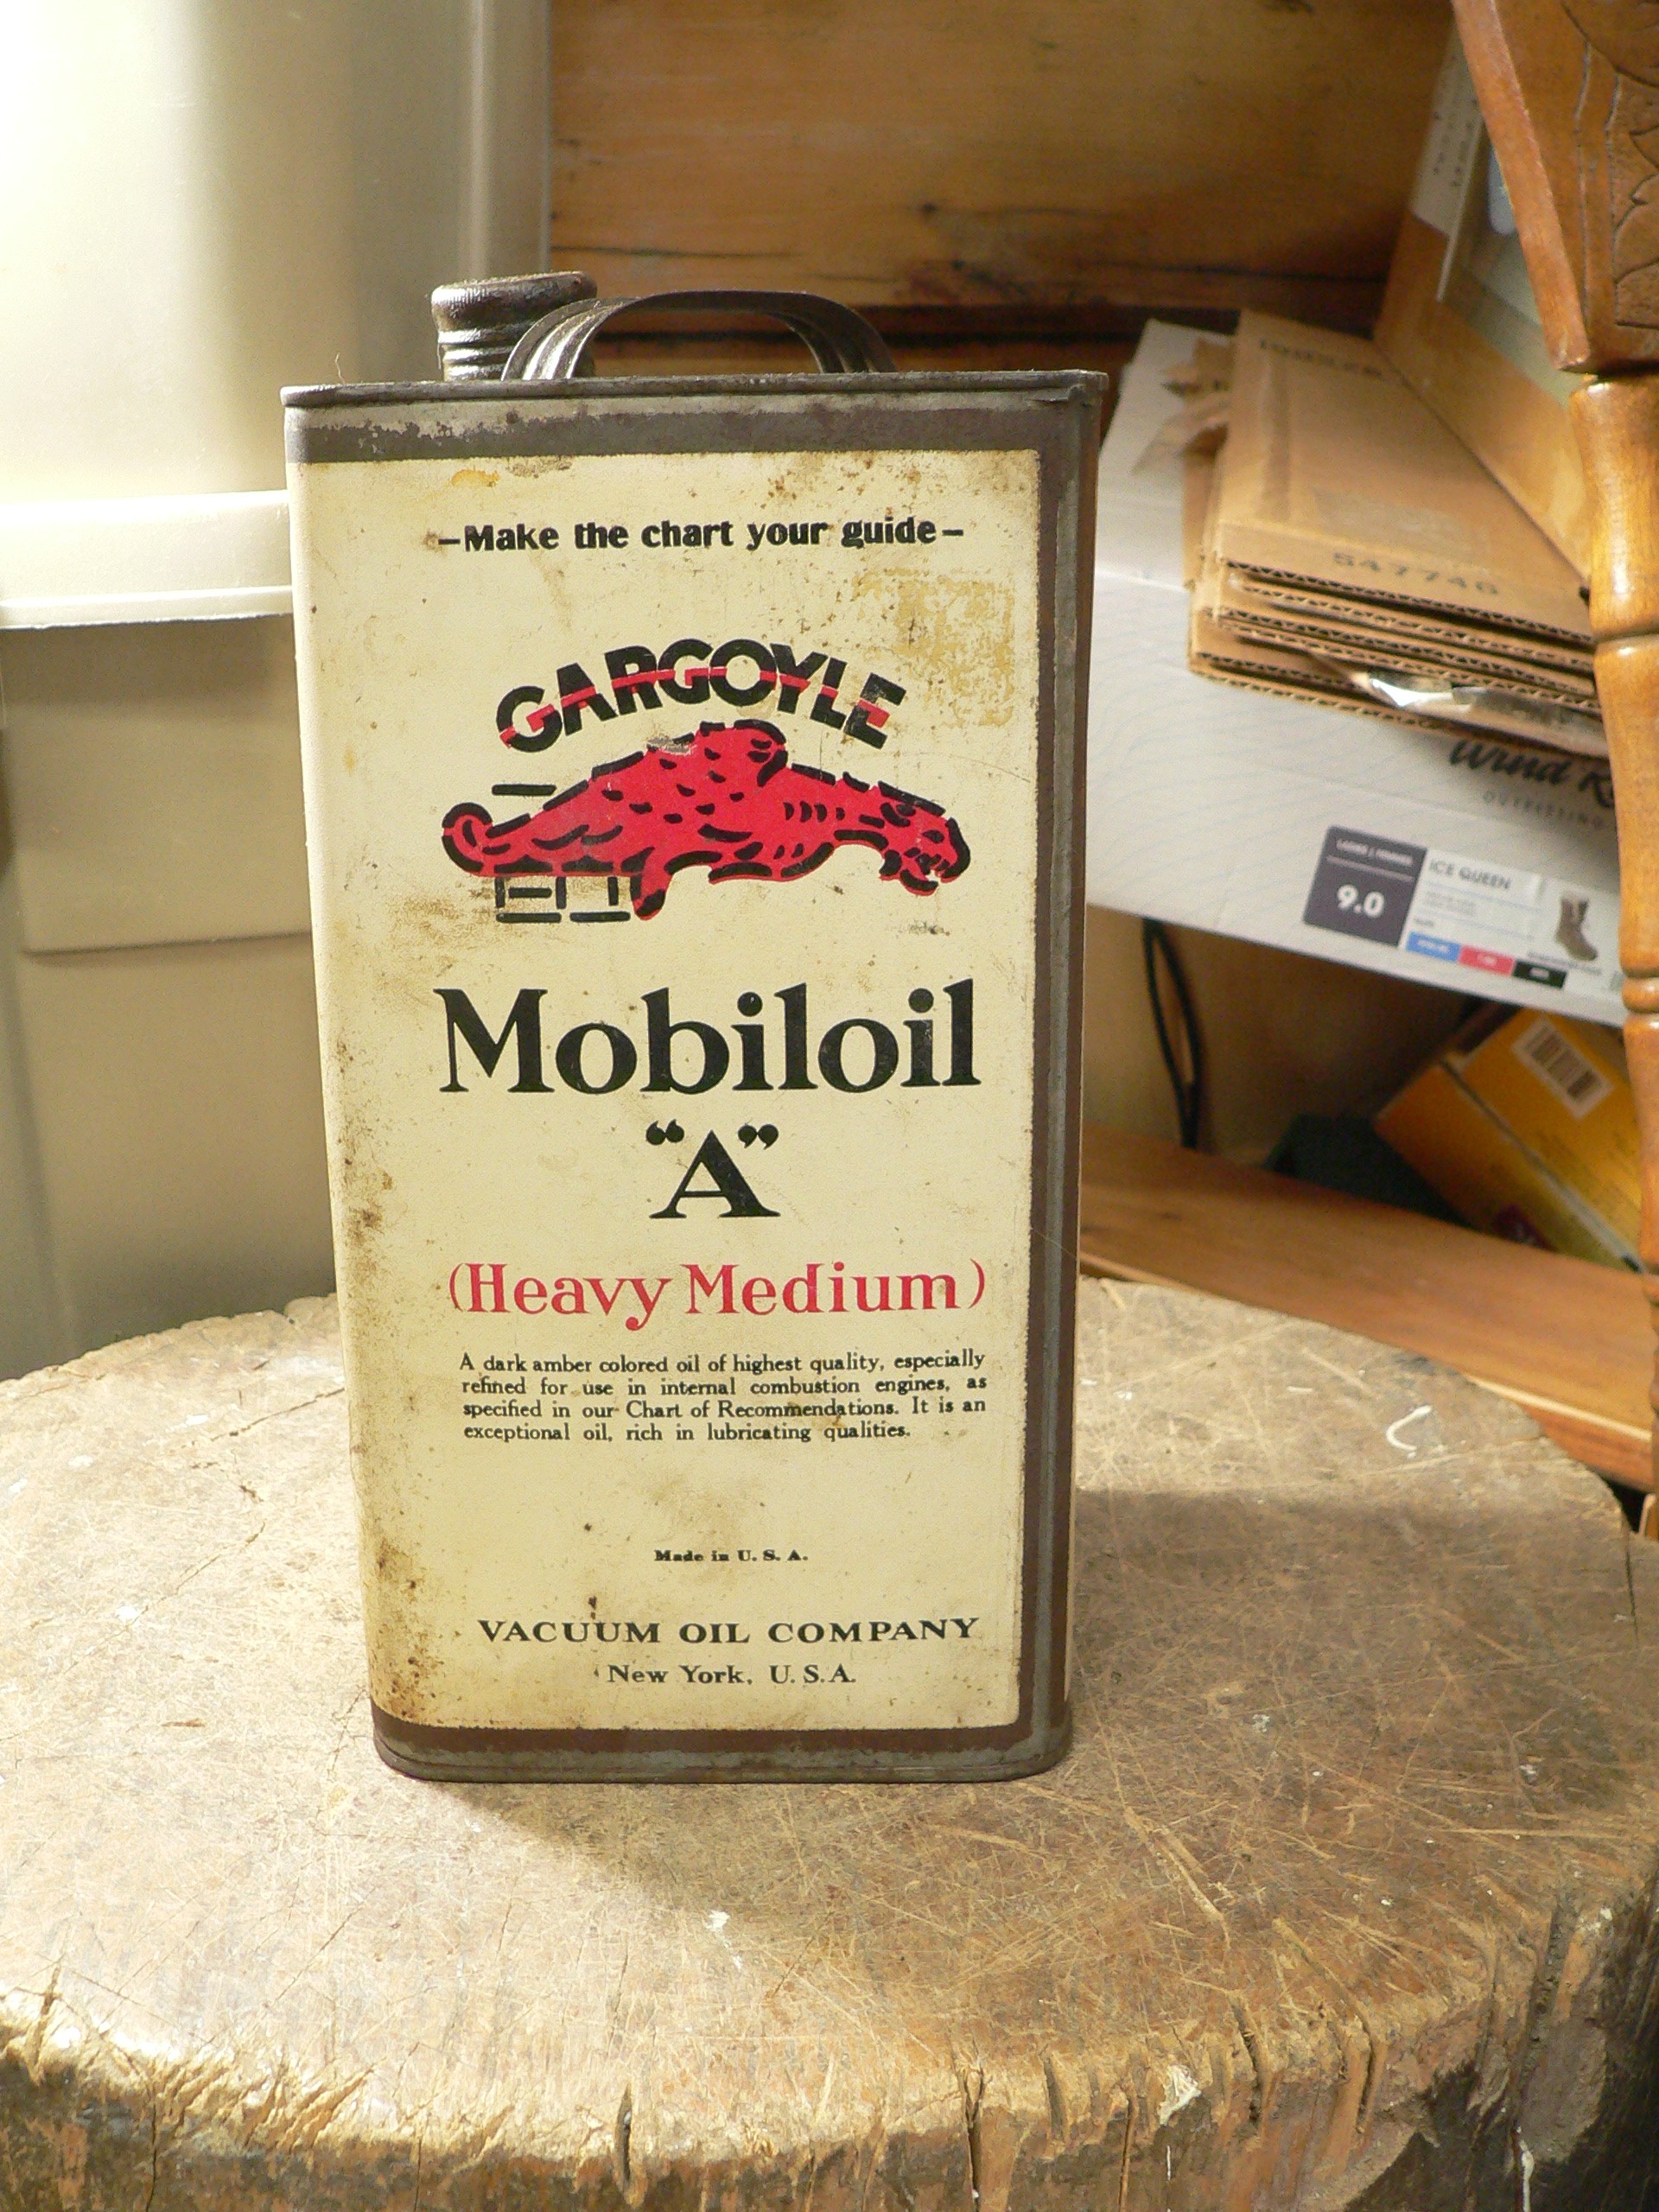 —Make the chart your guide—
GARGOYLE
Mobiloil
“A”
(Heavy Medium)
A dark amber colored oil of highest quality, especially
refined for use in internal combustion engines, as
specified in our Chart of Recommendations. It is an
exceptional oil, rich in lubricating qualities.
Made in U. S. A.
VACUUM OIL COMPANY
New York, U. S. A.
547746
ICE QUEEN
9.0